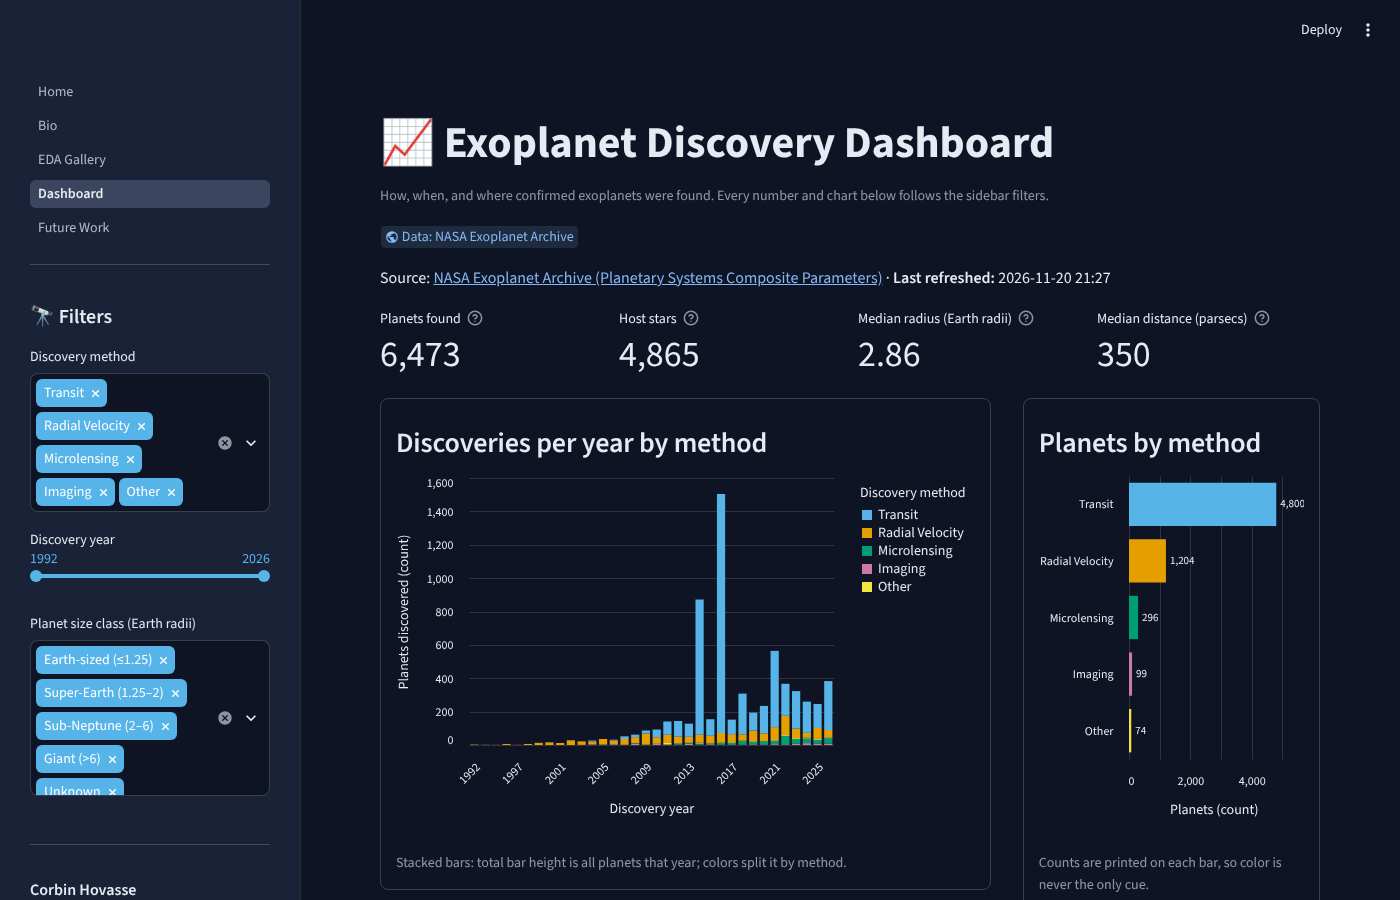 Deploy
Home
Bio
EDA Gallery
Dashboard
Future Work
Filters
Discovery method
Transit
Radial Velocity
Microlensing
Imaging
Other
Discovery year
1992
2026
Planet size class (Earth radii)
Earth-sized (≤1.25)
Super-Earth (1.25–2)
Sub-Neptune (2–6)
Giant (>6)
Unknown
Corbin Hovasse
Exoplanet Discovery Dashboard
How, when, and where confirmed exoplanets were found. Every number and chart below follows the sidebar filters.
Data: NASA Exoplanet Archive
Source: NASA Exoplanet Archive (Planetary Systems Composite Parameters) · Last refreshed: 2026-11-20 21:27
Planets found
6,473
Host stars
4,865
Median radius (Earth radii)
2.86
Median distance (parsecs)
350
Discoveries per year by method
Planets discovered (count)
1,600
1,400
1,200
1,000
800
600
400
200
0
1992
1997
2001
2005
2009
2013
2017
2021
2025
Discovery year
Discovery method
Transit
Radial Velocity
Microlensing
Imaging
Other
Stacked bars: total bar height is all planets that year; colors split it by method.
Planets by method
Transit
4,800
Radial Velocity
1,204
Microlensing
296
Imaging
99
Other
74
0
2,000
4,000
Planets (count)
Counts are printed on each bar, so color is
never the only cue.